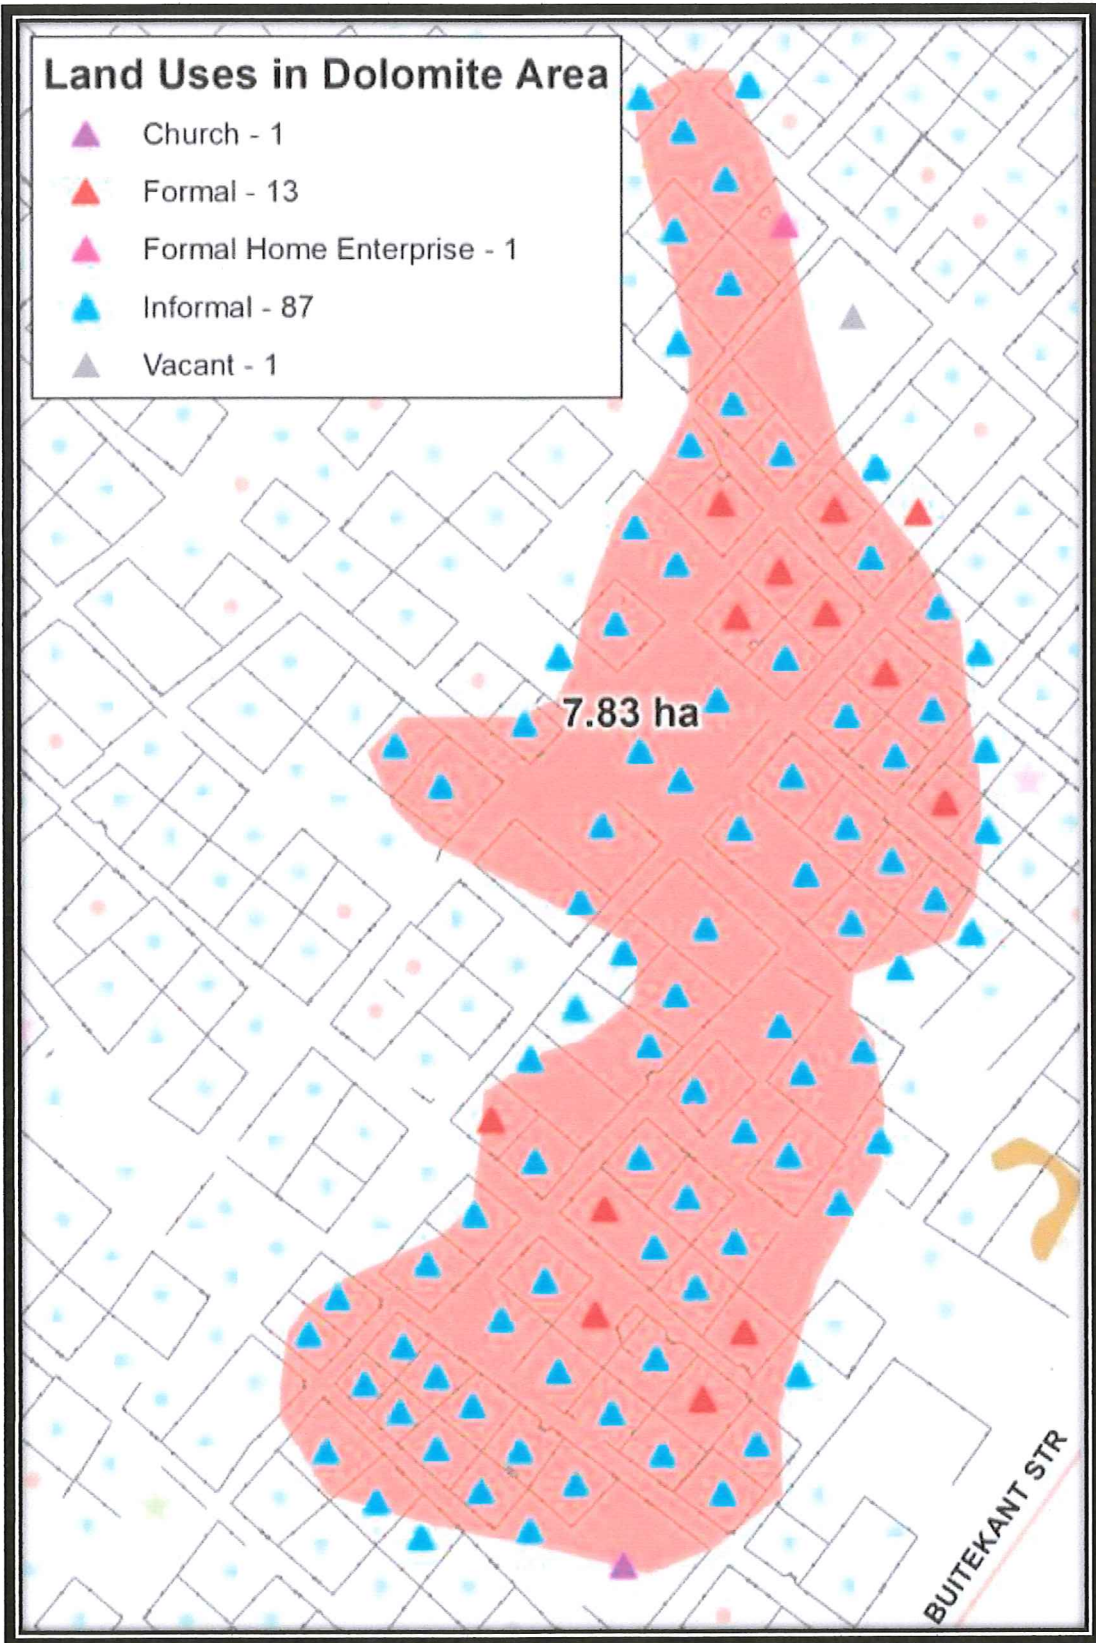 Land Uses in Dolomite Area
Church - 1
Formal - 13
Formal Home Enterprise - 1
Informal - 87
Vacant - 1
7.83 ha
BUITEKANT STR